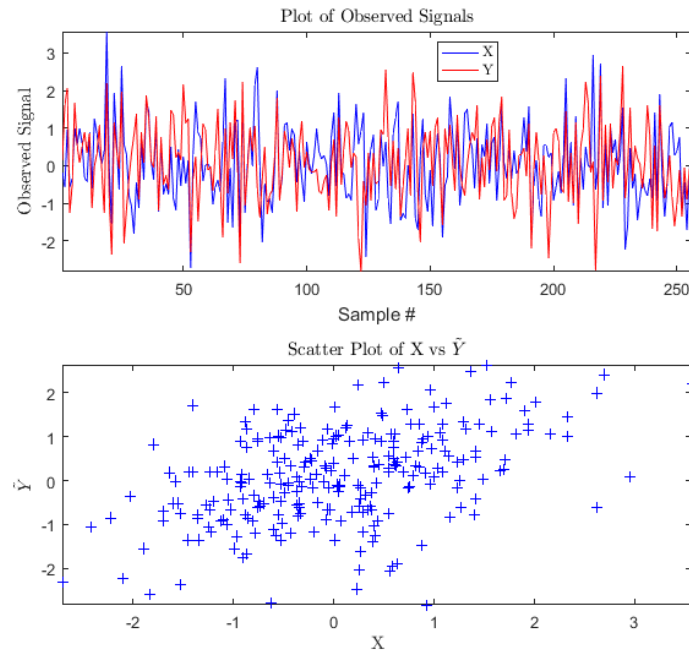 Plot of Observed Signals
Observed Signal
3
2
1
0
-1
-2
X
Y
50
100
150
200
250
Sample #
Scatter Plot of X vs Ỹ
Ỹ
2
1
0
-1
-2
-2
-1
0
1
2
3
X